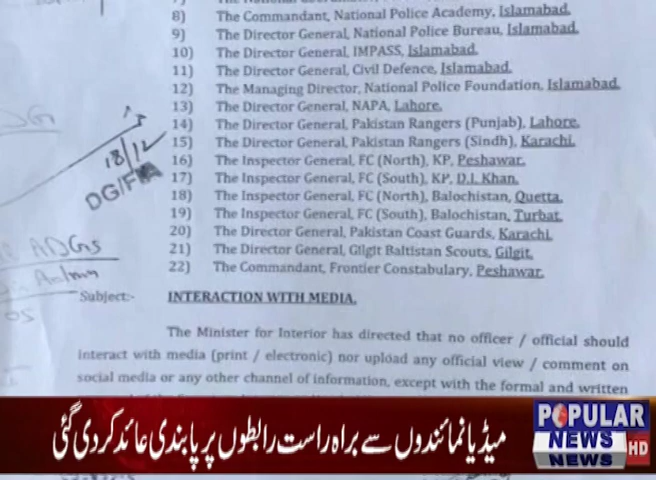 8) The Commandant, National Police Academy, Islamabad.
9) The Director General, National Police Bureau, Islamabad.
10) The Director General, IMPASS, Islamabad.
11) The Director General, Civil Defence, Islamabad.
12) The Managing Director, National Police Foundation, Islamabad.
13) The Director General, NAPA, Lahore.
14) The Director General, Pakistan Rangers (Punjab), Lahore.
15) The Director General, Pakistan Rangers (Sindh), Karachi.
16) The Inspector General, FC (North), KP, Peshawar.
17) The Inspector General, FC (South), KP, D.I. Khan.
18) The Inspector General, FC (North), Balochistan, Quetta.
19) The Inspector General, FC (South), Balochistan, Turbat.
20) The Director General, Pakistan Coast Guards, Karachi.
21) The Director General, Gilgit Baltistan Scouts, Gilgit.
22) The Commandant, Frontier Constabulary, Peshawar.
18/12
DG/FIA
ADGs
Admn
Subject:- INTERACTION WITH MEDIA.
The Minister for Interior has directed that no officer / official should
interact with media (print / electronic) nor upload any official view / comment on
social media or any other channel of information, except with the formal and written
میڈیا نمائندوں سے براہ راست رابطوں پر پابندی عائد کر دی گئی
POPULAR
NEWS HD
NEWS